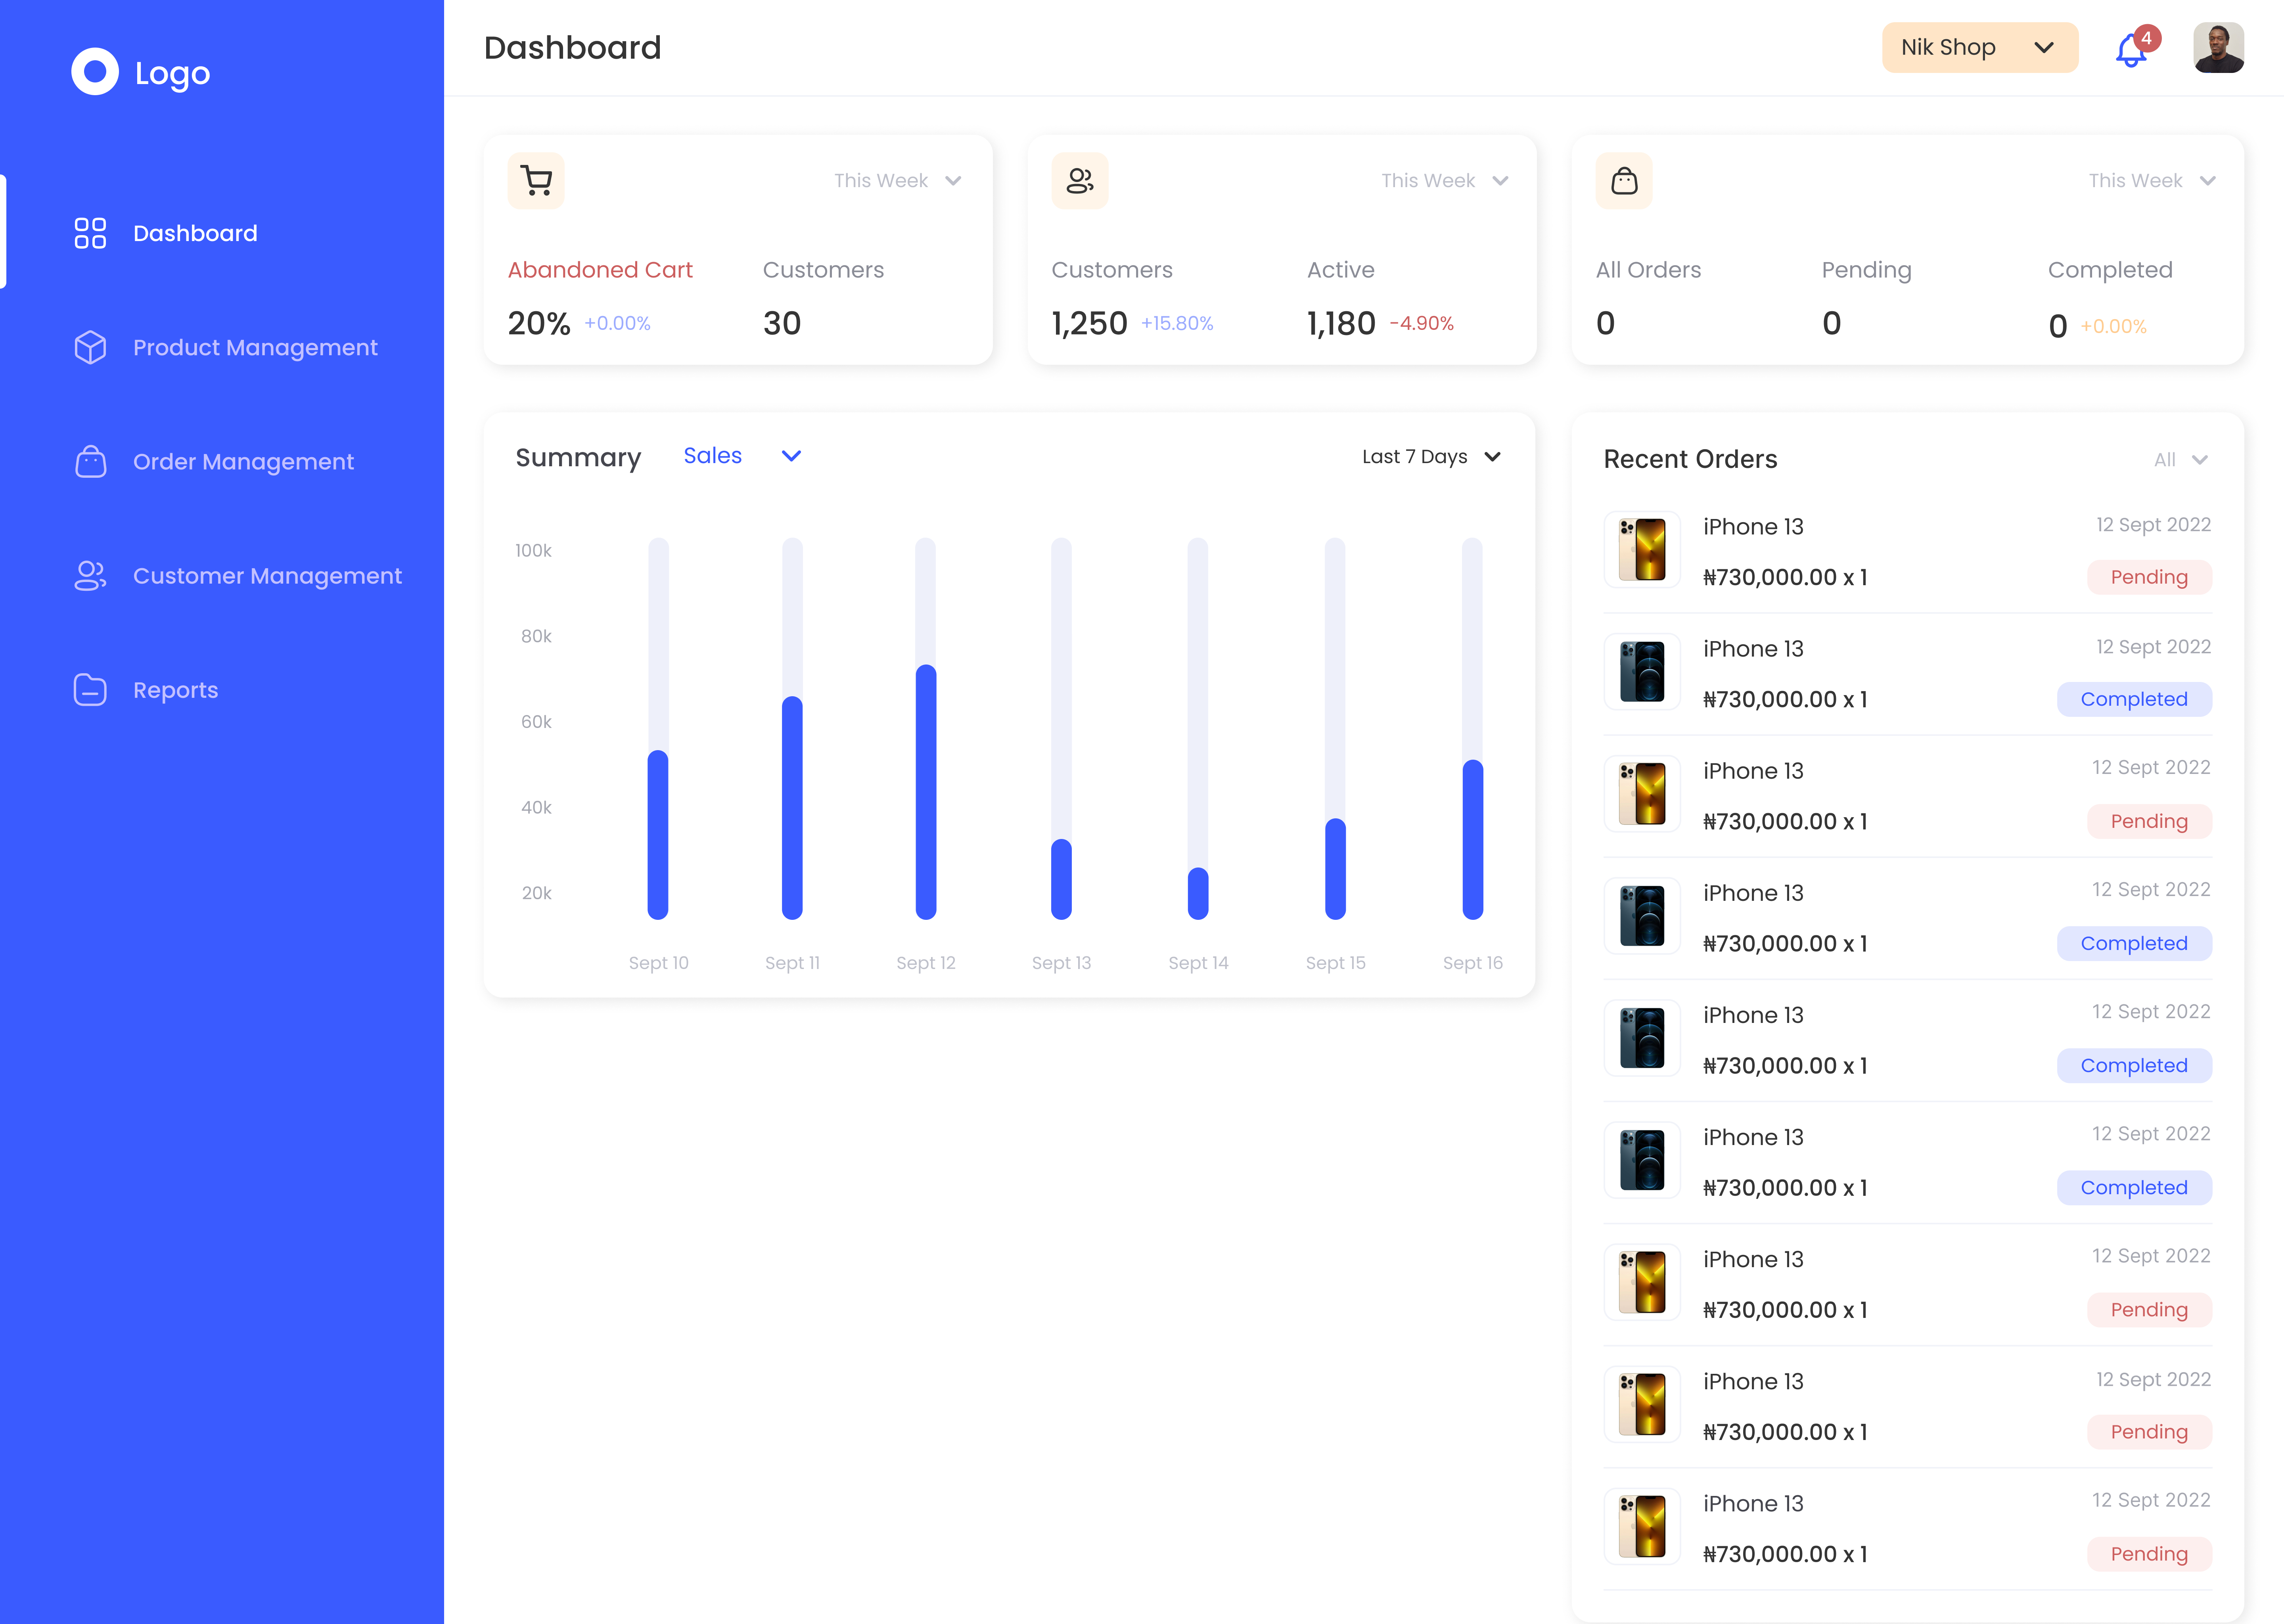 Logo
Dashboard
Product Management
Order Management
Customer Management
Reports
Dashboard
Nik Shop
4
This Week
Abandoned Cart Customers
20% +0.00% 30
This Week
Customers Active
1,250 +15.80% 1,180 -4.90%
This Week
All Orders Pending Completed
0 0 0 +0.00%
Summary Sales Last 7 Days
100k
80k
60k
40k
20k
Sept 10 Sept 11 Sept 12 Sept 13 Sept 14 Sept 15 Sept 16
Recent Orders All
iPhone 13 12 Sept 2022
₦730,000.00 x 1 Pending
iPhone 13 12 Sept 2022
₦730,000.00 x 1 Completed
iPhone 13 12 Sept 2022
₦730,000.00 x 1 Pending
iPhone 13 12 Sept 2022
₦730,000.00 x 1 Completed
iPhone 13 12 Sept 2022
₦730,000.00 x 1 Completed
iPhone 13 12 Sept 2022
₦730,000.00 x 1 Completed
iPhone 13 12 Sept 2022
₦730,000.00 x 1 Pending
iPhone 13 12 Sept 2022
₦730,000.00 x 1 Pending
iPhone 13 12 Sept 2022
₦730,000.00 x 1 Pending